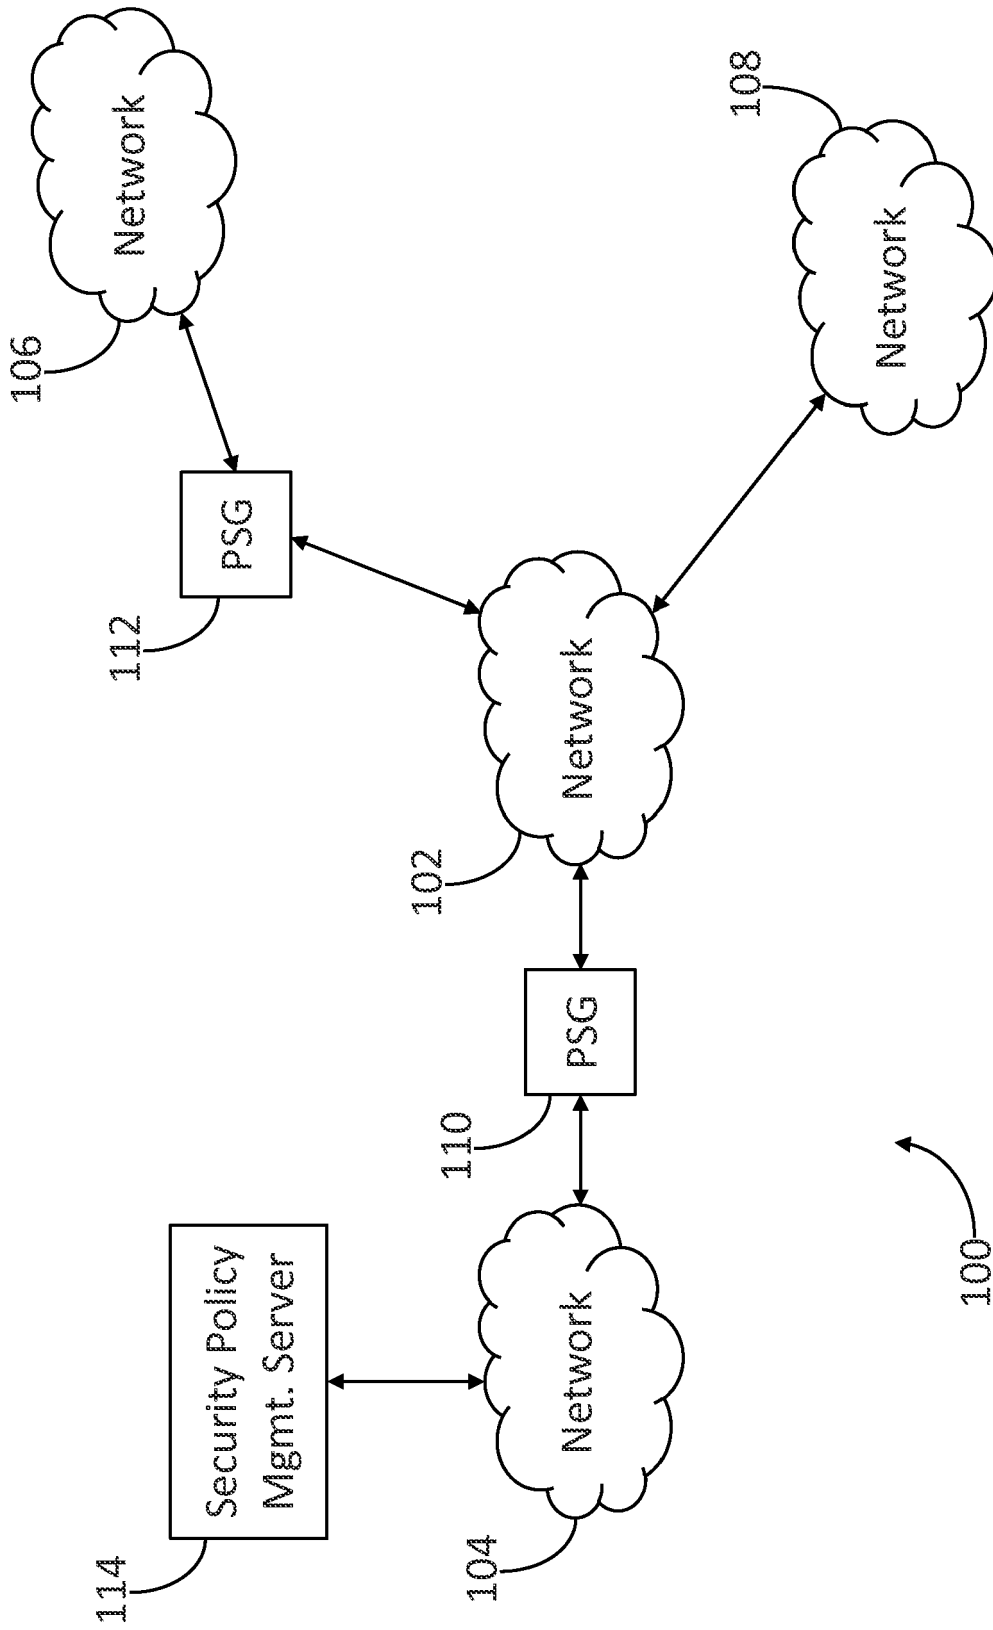 114
Security Policy
Mgmt. Server
112
PSG
106
Network
104
Network
110
PSG
102
Network
108
Network
100